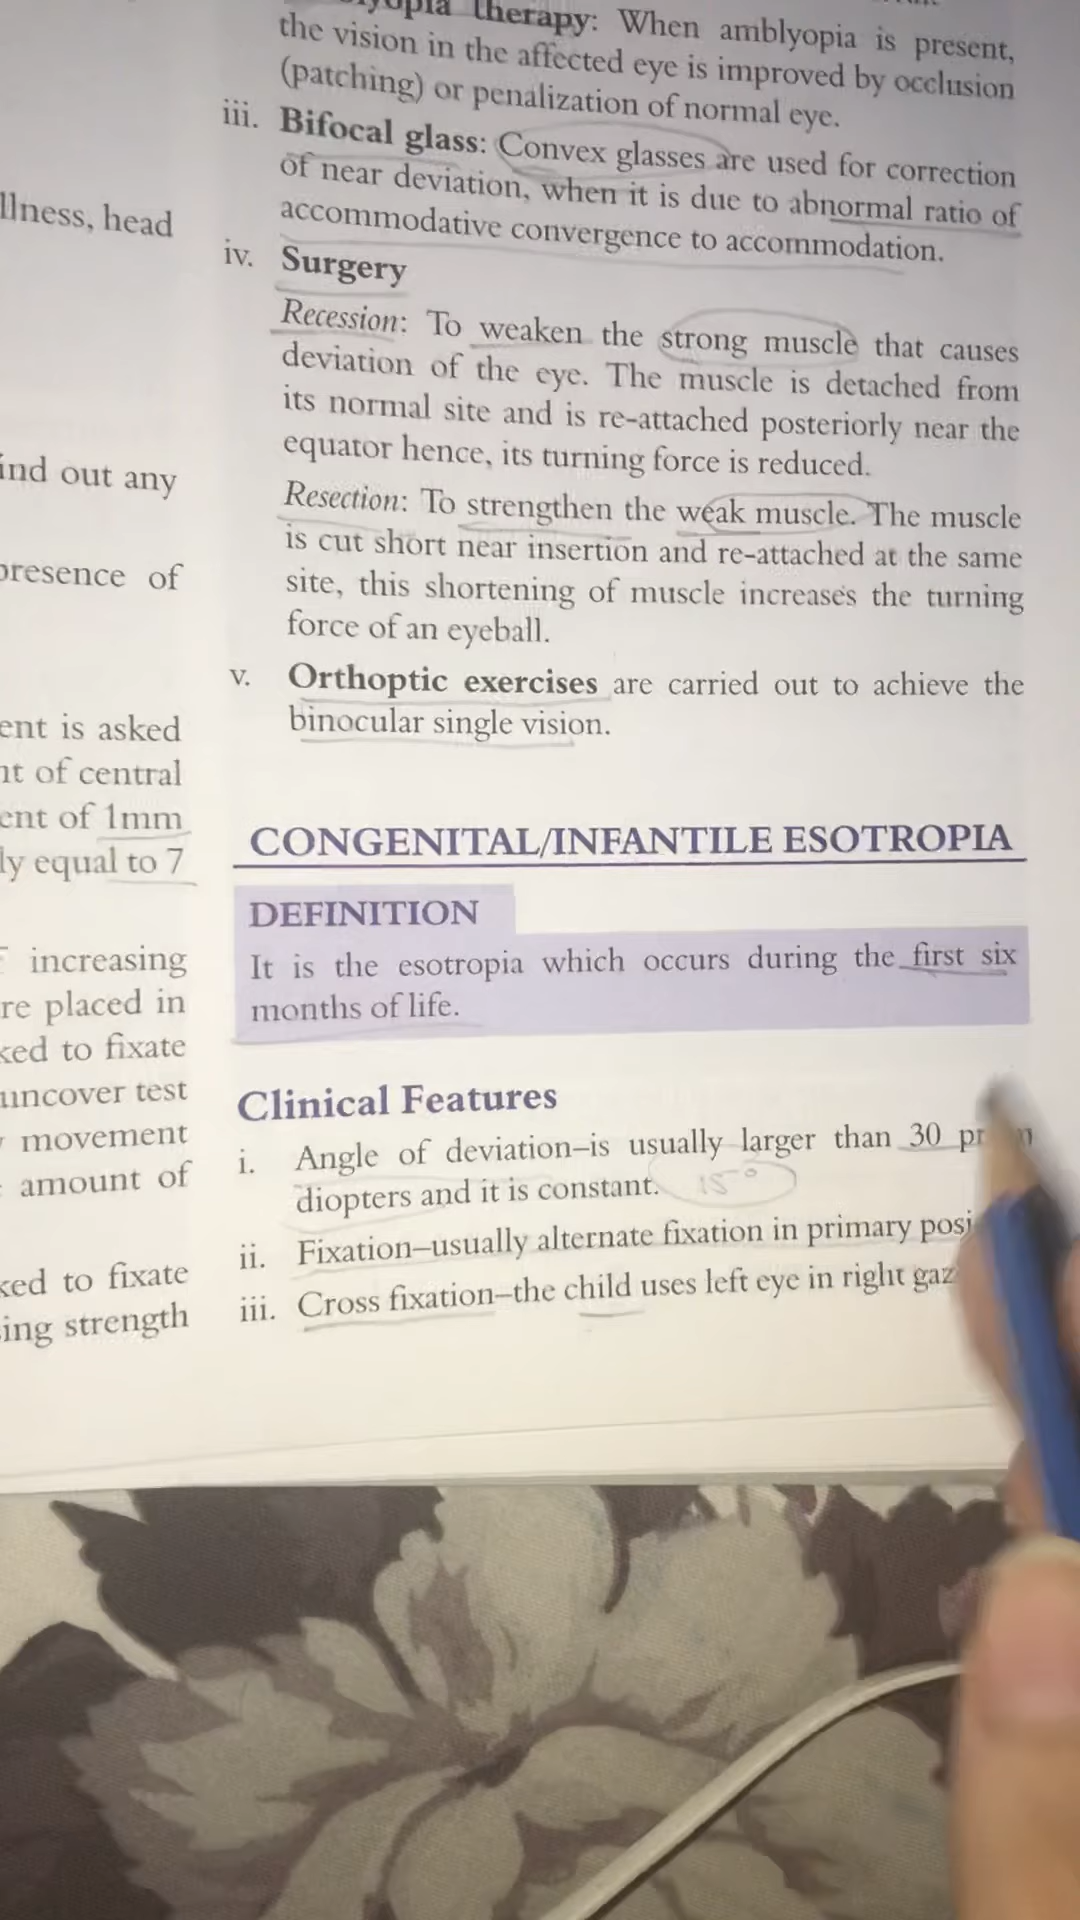 llness, head
ind out any
presence of
ent is asked
nt of central
ent of 1mm
ly equal to 7
increasing
re placed in
ked to fixate
uncover test
movement
amount of
ked to fixate
ing strength
therapy: When amblyopia is present,
the vision in the affected eye is improved by occlusion
(patching) or penalization of normal eye.
iii. Bifocal glass: Convex glasses are used for correction
of near deviation, when it is due to abnormal ratio of
accommodative convergence to accommodation.
iv. Surgery
Recession: To weaken the strong muscle that causes
deviation of the eye. The muscle is detached from
its normal site and is re-attached posteriorly near the
equator hence, its turning force is reduced.
Resection: To strengthen the weak muscle. The muscle
is cut short near insertion and re-attached at the same
site, this shortening of muscle increases the turning
force of an eyeball.
v. Orthoptic exercises are carried out to achieve the
binocular single vision.
CONGENITAL/INFANTILE ESOTROPIA
DEFINITION
It is the esotropia which occurs during the first six
months of life.
Clinical Features
i. Angle of deviation–is usually larger than 30
diopters and it is constant. 15°
ii. Fixation–usually alternate fixation in primary posi
iii. Cross fixation–the child uses left eye in right gaz